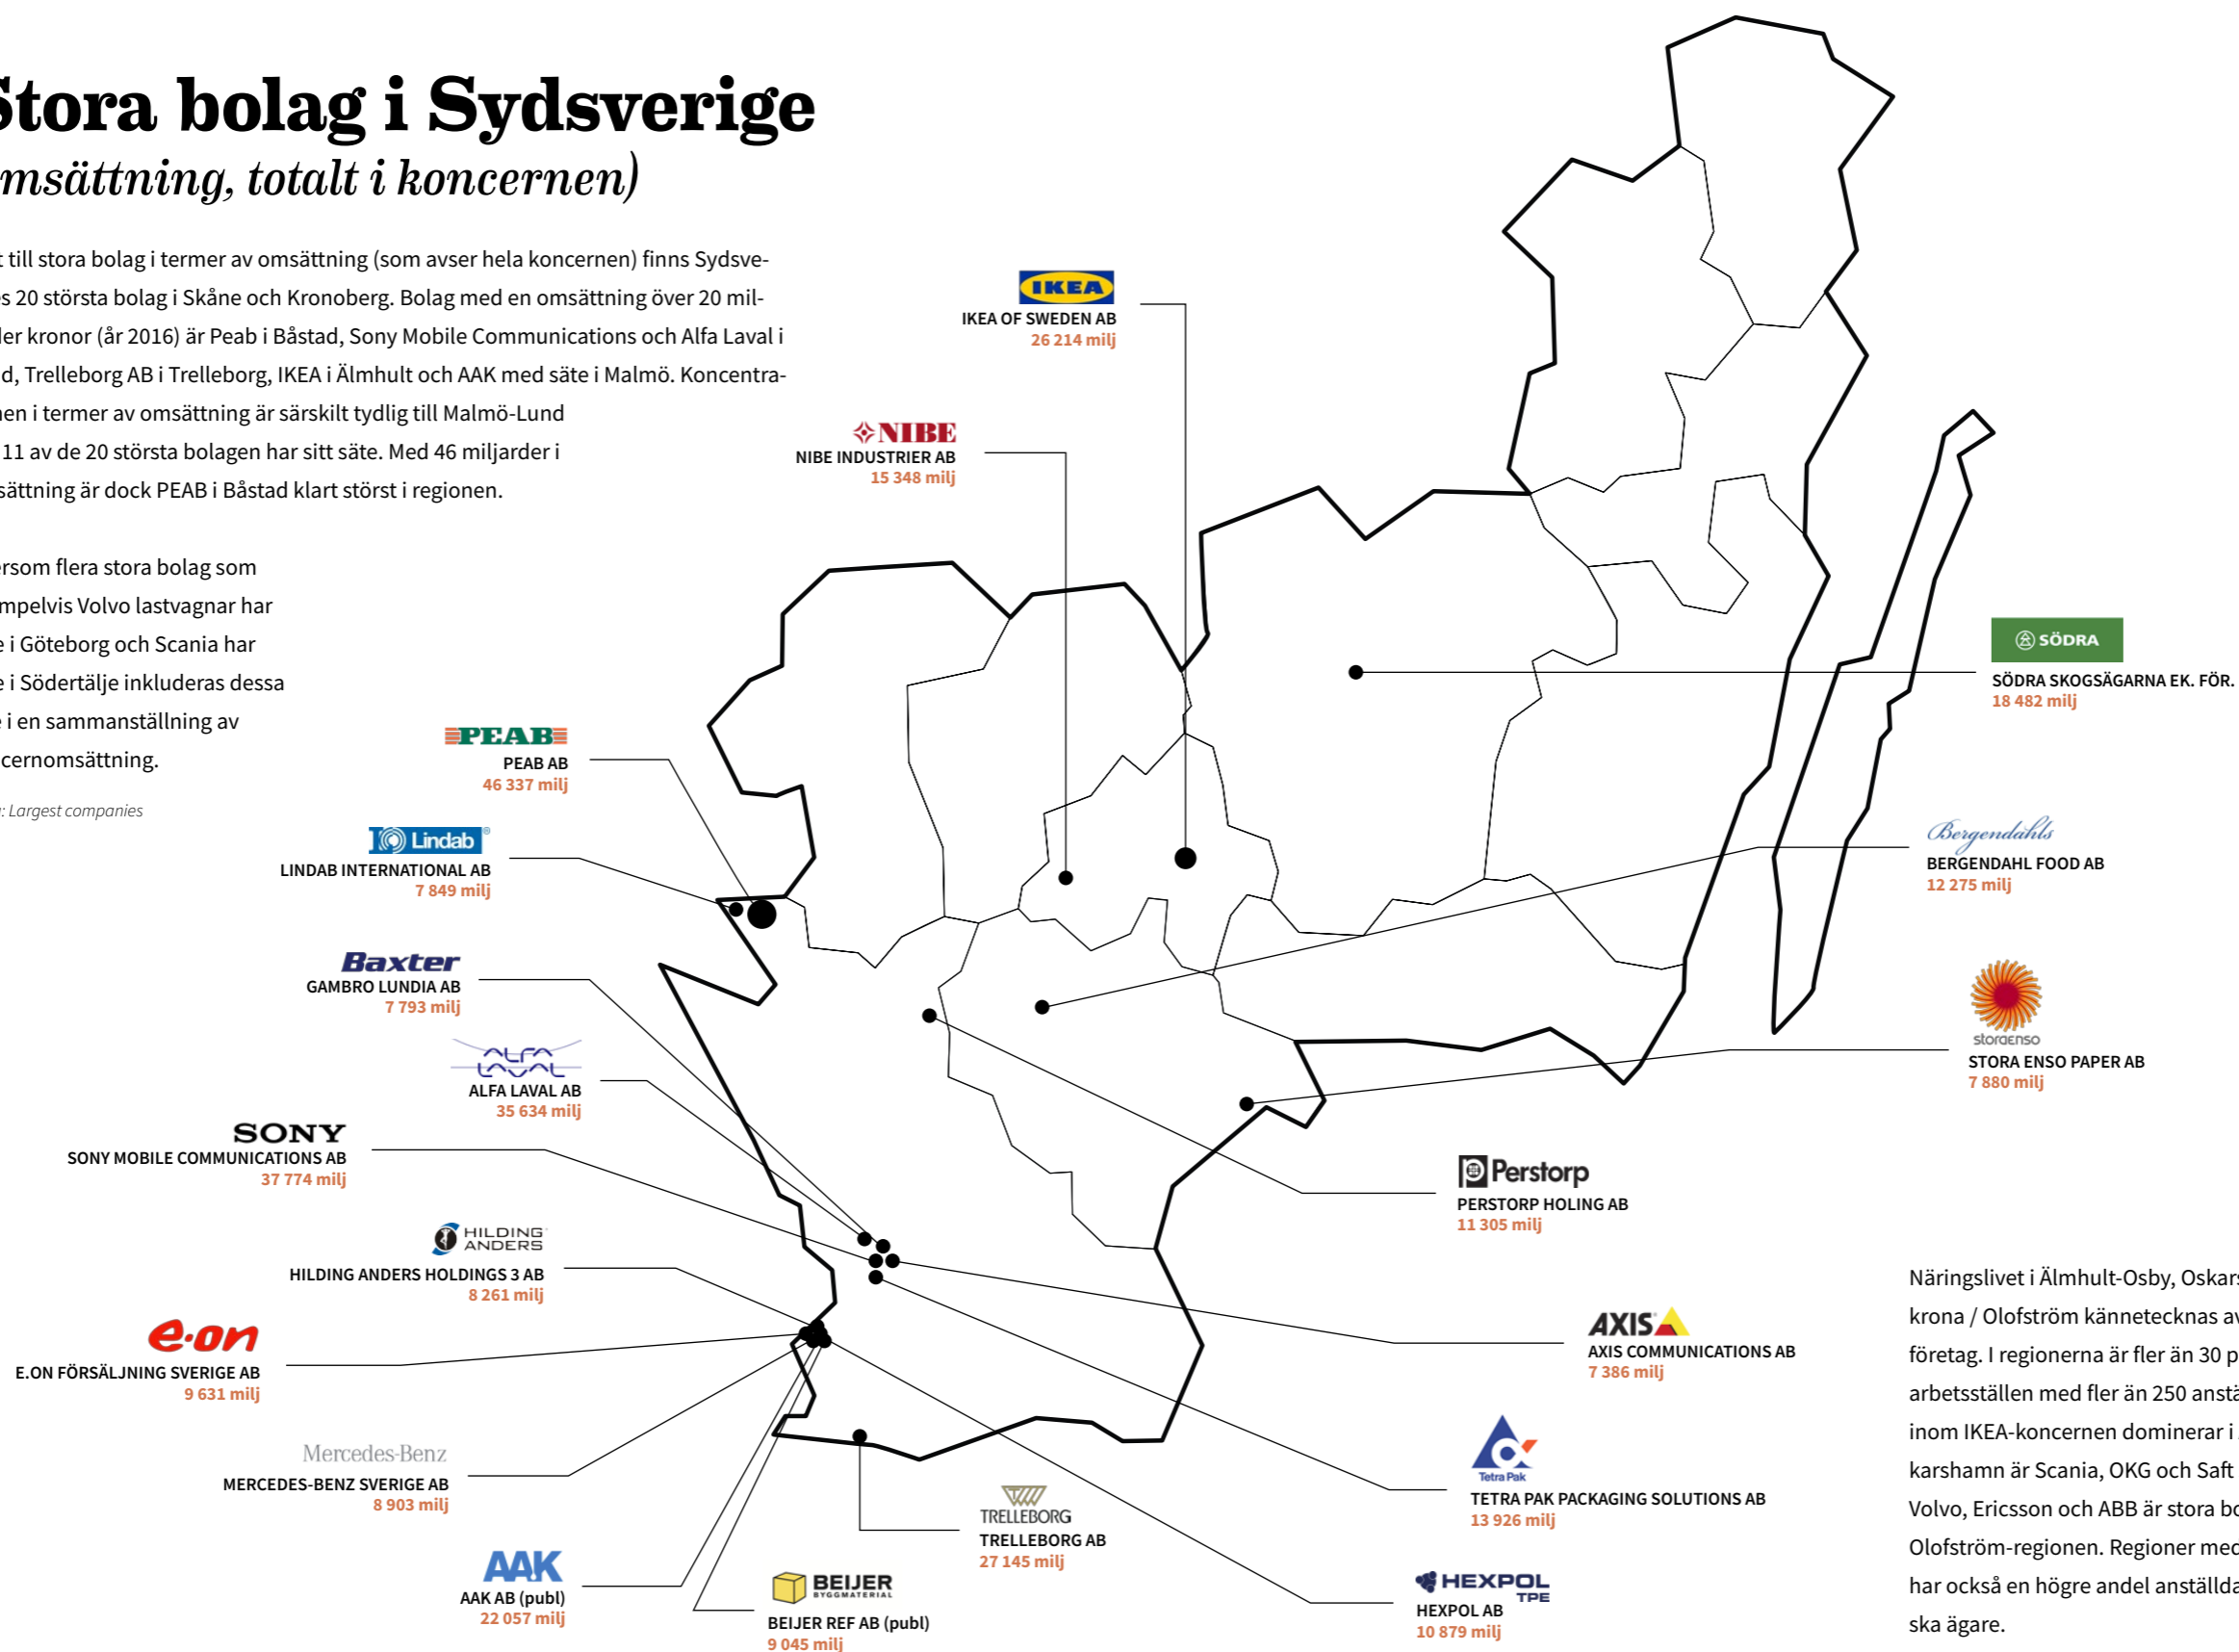 Stora bolag i Sydsverige
msättning, totalt i koncernen)
t till stora bolag i termer av omsättning (som avser hela koncernen) finns Sydsve-
s 20 största bolag i Skåne och Kronoberg. Bolag med en omsättning över 20 mil-
der kronor (år 2016) är Peab i Båstad, Sony Mobile Communications och Alfa Laval i
d, Trelleborg AB i Trelleborg, IKEA i Älmhult och AAK med säte i Malmö. Koncentra-
nen i termer av omsättning är särskilt tydlig till Malmö-Lund
11 av de 20 största bolagen har sitt säte. Med 46 miljarder i
sättning är dock PEAB i Båstad klart störst i regionen.
ersom flera stora bolag som
mpelvis Volvo lastvagnar har
e i Göteborg och Scania har
e i Södertälje inkluderas dessa
e i en sammanställning av
cernomsättning.
: Largest companies
IKEA
IKEA OF SWEDEN AB
26 214 milj
NIBE
NIBE INDUSTRIER AB
15 348 milj
SÖDRA
SÖDRA SKOGSÄGARNA EK. FÖR.
18 482 milj
PEAB
PEAB AB
46 337 milj
Lindab
LINDAB INTERNATIONAL AB
7 849 milj
Bergendahls
BERGENDAHL FOOD AB
12 275 milj
Baxter
GAMBRO LUNDIA AB
7 793 milj
storaenso
STORA ENSO PAPER AB
7 880 milj
ALFA
LAVAL
ALFA LAVAL AB
35 634 milj
SONY
SONY MOBILE COMMUNICATIONS AB
37 774 milj
Perstorp
PERSTORP HOLING AB
11 305 milj
HILDING
ANDERS
HILDING ANDERS HOLDINGS 3 AB
8 261 milj
e·on
E.ON FÖRSÄLJNING SVERIGE AB
9 631 milj
AXIS
AXIS COMMUNICATIONS AB
7 386 milj
Mercedes-Benz
MERCEDES-BENZ SVERIGE AB
8 903 milj
Tetra Pak
TETRA PAK PACKAGING SOLUTIONS AB
13 926 milj
TRELLEBORG
TRELLEBORG AB
27 145 milj
AAK
AAK AB (publ)
22 057 milj
BEIJER
BYGGMATERIAL
BEIJER REF AB (publ)
9 045 milj
HEXPOL
TPE
HEXPOL AB
10 879 milj
Näringslivet i Älmhult-Osby, Oskars
krona / Olofström kännetecknas av
företag. I regionerna är fler än 30 p
arbetsställen med fler än 250 anstä
inom IKEA-koncernen dominerar i
karshamn är Scania, OKG och Saft
Volvo, Ericsson och ABB är stora bo
Olofström-regionen. Regioner med
har också en högre andel anställda
ska ägare.